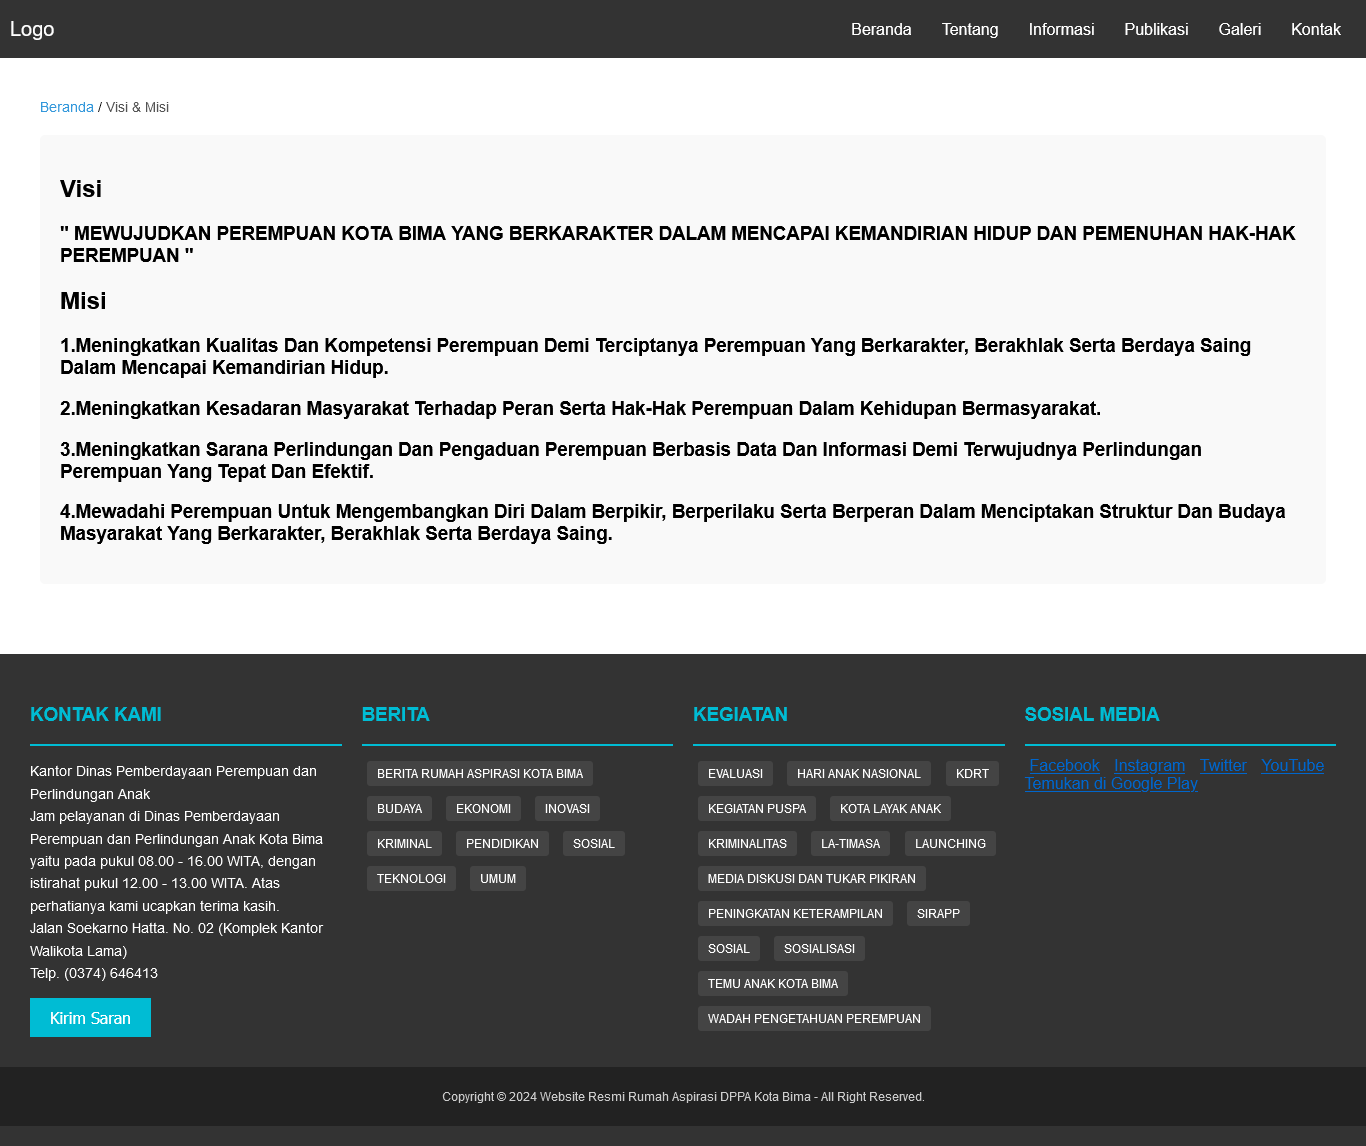 Logo
Beranda Tentang Informasi Publikasi Galeri Kontak
Beranda / Visi & Misi
Visi
" MEWUJUDKAN PEREMPUAN KOTA BIMA YANG BERKARAKTER DALAM MENCAPAI KEMANDIRIAN HIDUP DAN PEMENUHAN HAK-HAK
PEREMPUAN "
Misi
1.Meningkatkan Kualitas Dan Kompetensi Perempuan Demi Terciptanya Perempuan Yang Berkarakter, Berakhlak Serta Berdaya Saing
Dalam Mencapai Kemandirian Hidup.
2.Meningkatkan Kesadaran Masyarakat Terhadap Peran Serta Hak-Hak Perempuan Dalam Kehidupan Bermasyarakat.
3.Meningkatkan Sarana Perlindungan Dan Pengaduan Perempuan Berbasis Data Dan Informasi Demi Terwujudnya Perlindungan
Perempuan Yang Tepat Dan Efektif.
4.Mewadahi Perempuan Untuk Mengembangkan Diri Dalam Berpikir, Berperilaku Serta Berperan Dalam Menciptakan Struktur Dan Budaya
Masyarakat Yang Berkarakter, Berakhlak Serta Berdaya Saing.
KONTAK KAMI
Kantor Dinas Pemberdayaan Perempuan dan
Perlindungan Anak
Jam pelayanan di Dinas Pemberdayaan
Perempuan dan Perlindungan Anak Kota Bima
yaitu pada pukul 08.00 - 16.00 WITA, dengan
istirahat pukul 12.00 - 13.00 WITA. Atas
perhatianya kami ucapkan terima kasih.
Jalan Soekarno Hatta. No. 02 (Komplek Kantor
Walikota Lama)
Telp. (0374) 646413
Kirim Saran
BERITA
BERITA RUMAH ASPIRASI KOTA BIMA
BUDAYA EKONOMI INOVASI
KRIMINAL PENDIDIKAN SOSIAL
TEKNOLOGI UMUM
KEGIATAN
EVALUASI HARI ANAK NASIONAL KDRT
KEGIATAN PUSPA KOTA LAYAK ANAK
KRIMINALITAS LA-TIMASA LAUNCHING
MEDIA DISKUSI DAN TUKAR PIKIRAN
PENINGKATAN KETERAMPILAN SIRAPP
SOSIAL SOSIALISASI
TEMU ANAK KOTA BIMA
WADAH PENGETAHUAN PEREMPUAN
SOSIAL MEDIA
Facebook Instagram Twitter YouTube
Temukan di Google Play
Copyright © 2024 Website Resmi Rumah Aspirasi DPPA Kota Bima - All Right Reserved.